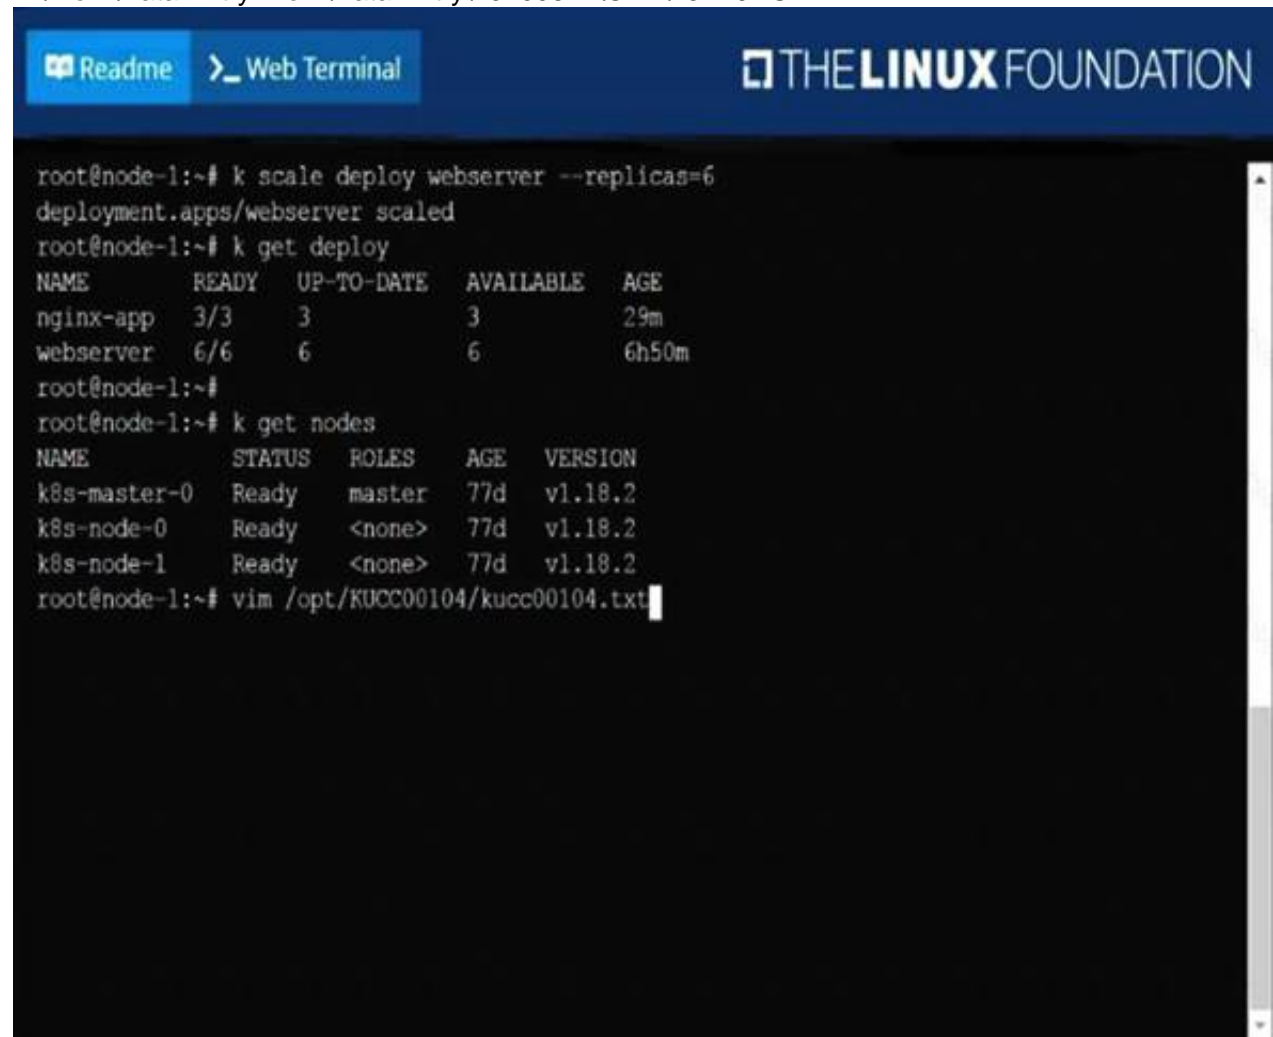 Readme >_ Web Terminal THE LINUX FOUNDATION
root@node-1:~# k scale deploy webserver --replicas=6
deployment.apps/webserver scaled
root@node-1:~# k get deploy
NAME READY UP-TO-DATE AVAILABLE AGE
nginx-app 3/3 3 3 29m
webserver 6/6 6 6 6h50m
root@node-1:~#
root@node-1:~# k get nodes
NAME STATUS ROLES AGE VERSION
k8s-master-0 Ready master 77d v1.18.2
k8s-node-0 Ready <none> 77d v1.18.2
k8s-node-1 Ready <none> 77d v1.18.2
root@node-1:~# vim /opt/KUCC00104/kucc00104.txt